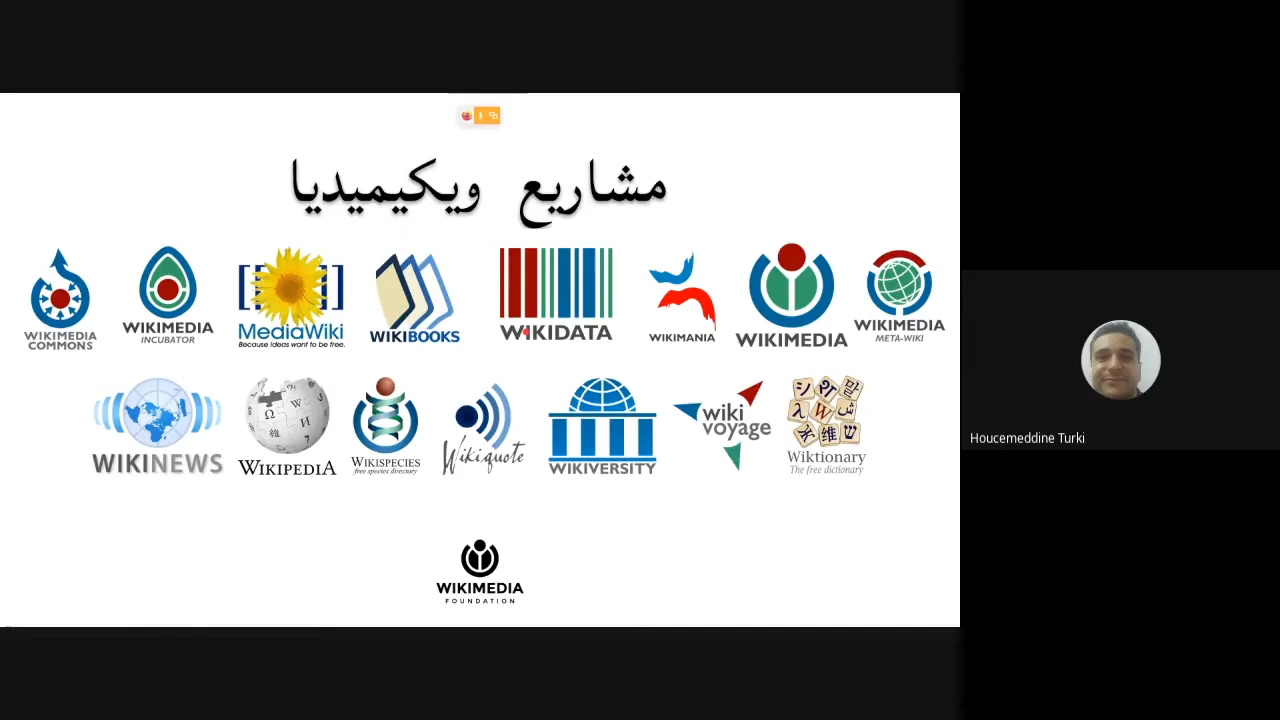 مشاريع ويكيميديا
WIKIMEDIA
COMMONS
WIKIMEDIA
INCUBATOR
MediaWiki
Because ideas want to be free.
WIKIBOOKS
WIKIDATA
WIKIMANIA
WIKIMEDIA
WIKIMEDIA
META-WIKI
WIKINEWS
WIKIPEDIA
WIKISPECIES
free species directory
Wikiquote
WIKIVERSITY
wiki
voyage
Wiktionary
The free dictionary
WIKIMEDIA
FOUNDATION
Houcemeddine Turki